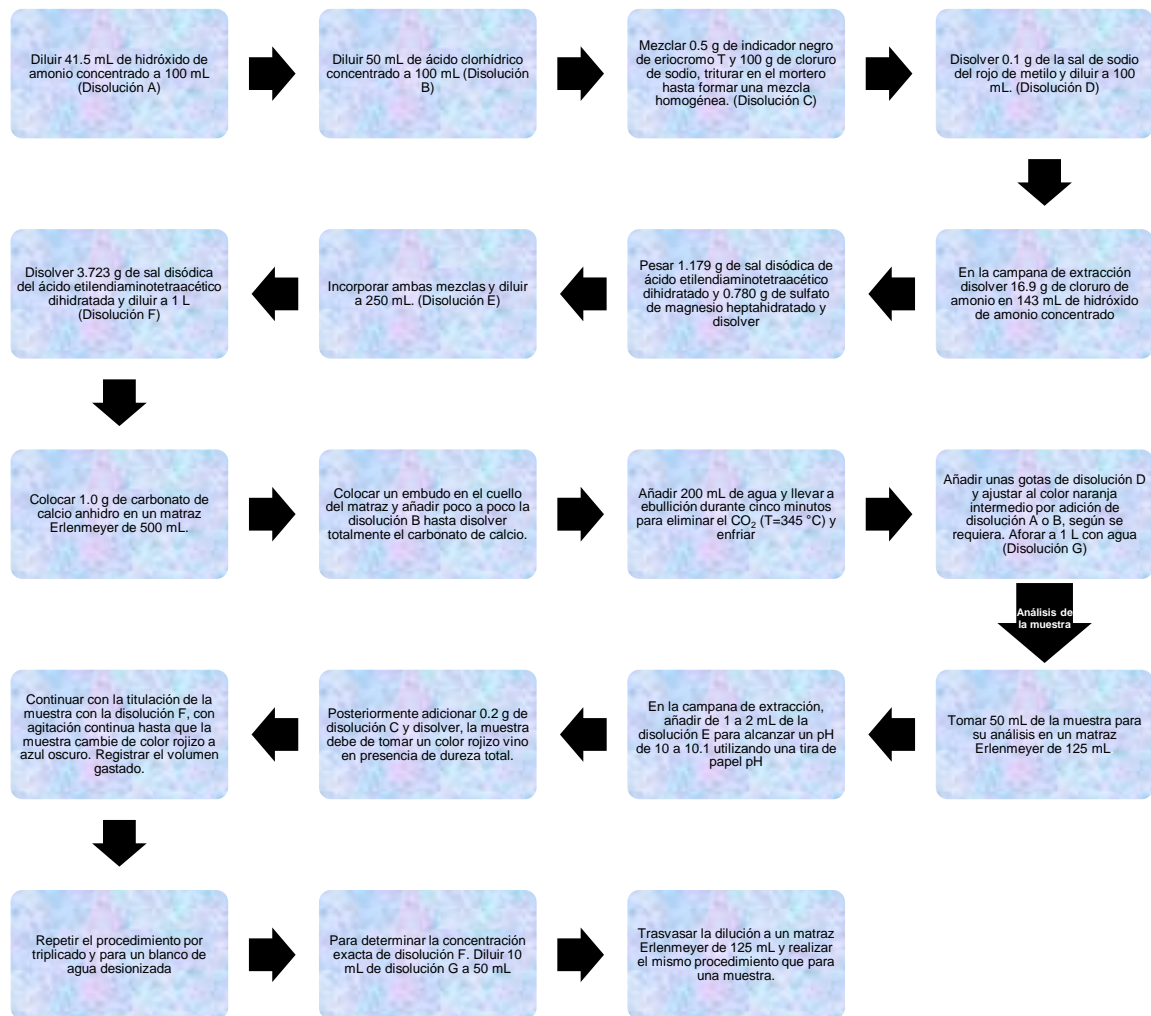 Diluir 41.5 mL de hidróxido de
amonio concentrado a 100 mL
(Disolución A)
Diluir 50 mL de ácido clorhídrico
concentrado a 100 mL (Disolución
B)
Mezclar 0.5 g de indicador negro
de eriocromo T y 100 g de cloruro
de sodio, triturar en el mortero
hasta formar una mezcla
homogénea. (Disolución C)
Disolver 0.1 g de la sal de sodio
del rojo de metilo y diluir a 100
mL. (Disolución D)
En la campana de extracción
disolver 16.9 g de cloruro de
amonio en 143 mL de hidróxido
de amonio concentrado
Pesar 1.179 g de sal disódica de
ácido etilendiaminotetraacético
dihidratado y 0.780 g de sulfato
de magnesio heptahidratado y
disolver
Incorporar ambas mezclas y diluir
a 250 mL. (Disolución E)
Disolver 3.723 g de sal disódica
del ácido etilendiaminotetraacético
dihidratada y diluir a 1 L
(Disolución F)
Colocar 1.0 g de carbonato de
calcio anhidro en un matraz
Erlenmeyer de 500 mL.
Colocar un embudo en el cuello
del matraz y añadir poco a poco
la disolución B hasta disolver
totalmente el carbonato de calcio.
Añadir 200 mL de agua y llevar a
ebullición durante cinco minutos
para eliminar el CO₂ (T=345 °C) y
enfriar
Añadir unas gotas de disolución D
y ajustar al color naranja
intermedio por adición de
disolución A o B, según se
requiera. Aforar a 1 L con agua
(Disolución G)
Análisis de
la muestra
Tomar 50 mL de la muestra para
su análisis en un matraz
Erlenmeyer de 125 mL
En la campana de extracción,
añadir de 1 a 2 mL de la
disolución E para alcanzar un pH
de 10 a 10.1 utilizando una tira de
papel pH
Posteriormente adicionar 0.2 g de
disolución C y disolver, la muestra
debe de tomar un color rojizo vino
en presencia de dureza total.
Continuar con la titulación de la
muestra con la disolución F, con
agitación continua hasta que la
muestra cambie de color rojizo a
azul oscuro. Registrar el volumen
gastado.
Repetir el procedimiento por
triplicado y para un blanco de
agua desionizada
Para determinar la concentración
exacta de disolución F. Diluir 10
mL de disolución G a 50 mL
Trasvasar la dilución a un matraz
Erlenmeyer de 125 mL y realizar
el mismo procedimiento que para
una muestra.